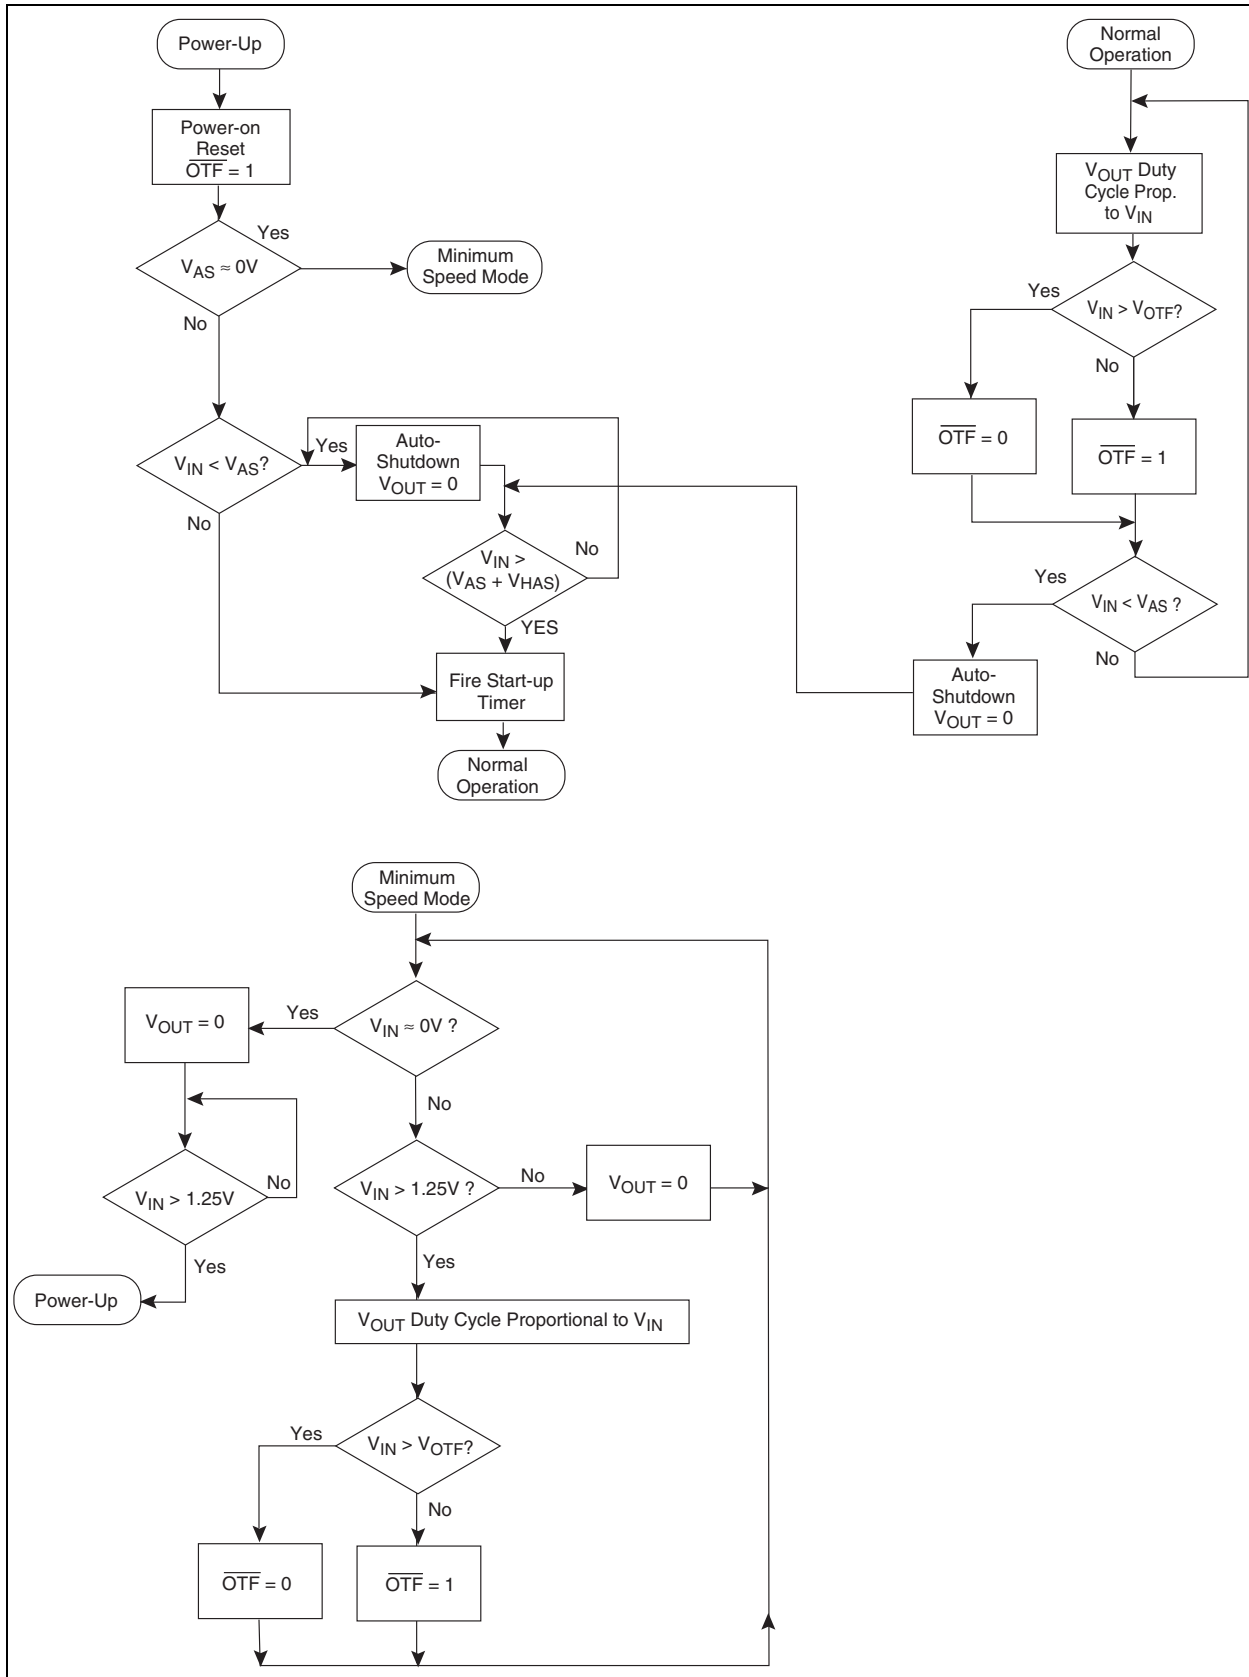 Power-Up
Power-on
Reset
OTF = 1
Yes
VAS ≈ 0V
Minimum
Speed Mode
No
VIN < VAS?
Yes
Auto-
Shutdown
VOUT = 0
No
VIN >
(VAS + VHAS)
No
YES
Fire Start-up
Timer
Normal
Operation
Normal
Operation
VOUT Duty
Cycle Prop.
to VIN
Yes
VIN > VOTF?
No
OTF = 0
OTF = 1
Yes
VIN < VAS ?
No
Auto-
Shutdown
VOUT = 0
Minimum
Speed Mode
VOUT = 0
Yes
VIN ≈ 0V ?
No
VIN > 1.25V
No
Yes
Power-Up
VIN > 1.25V ?
No
VOUT = 0
Yes
VOUT Duty Cycle Proportional to VIN
Yes
VIN > VOTF?
No
OTF = 0
OTF = 1